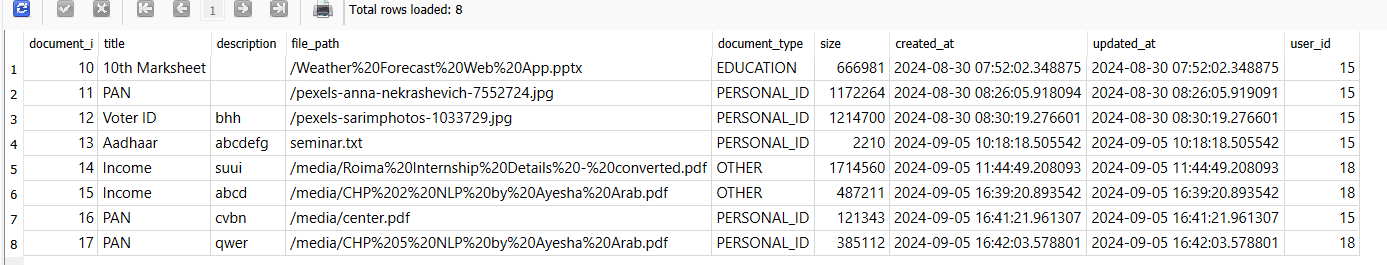 1 Total rows loaded: 8
document_i title description file_path document_type size created_at updated_at user_id
1 10 10th Marksheet /Weather%20Forecast%20Web%20App.pptx EDUCATION 666981 2024-08-30 07:52:02.348875 2024-08-30 07:52:02.348875 15
2 11 PAN /pexels-anna-nekrashevich-7552724.jpg PERSONAL_ID 1172264 2024-08-30 08:26:05.918094 2024-08-30 08:26:05.919091 15
3 12 Voter ID bhh /pexels-sarimphotos-1033729.jpg PERSONAL_ID 1214700 2024-08-30 08:30:19.276601 2024-08-30 08:30:19.276601 15
4 13 Aadhaar abcdefg seminar.txt PERSONAL_ID 2210 2024-09-05 10:18:18.505542 2024-09-05 10:18:18.505542 15
5 14 Income suui /media/Roima%20Internship%20Details%20-%20converted.pdf OTHER 1714560 2024-09-05 11:44:49.208093 2024-09-05 11:44:49.208093 18
6 15 Income abcd /media/CHP%202%20NLP%20by%20Ayesha%20Arab.pdf OTHER 487211 2024-09-05 16:39:20.893542 2024-09-05 16:39:20.893542 18
7 16 PAN cvbn /media/center.pdf PERSONAL_ID 121343 2024-09-05 16:41:21.961307 2024-09-05 16:41:21.961307 15
8 17 PAN qwer /media/CHP%205%20NLP%20by%20Ayesha%20Arab.pdf PERSONAL_ID 385112 2024-09-05 16:42:03.578801 2024-09-05 16:42:03.578801 18